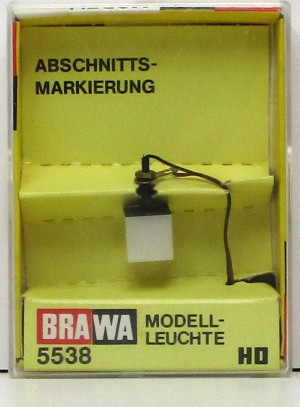 ABSCHNITTS-
MARKIERUNG
BRAWA
5538
MODELL-
LEUCHTE
HO